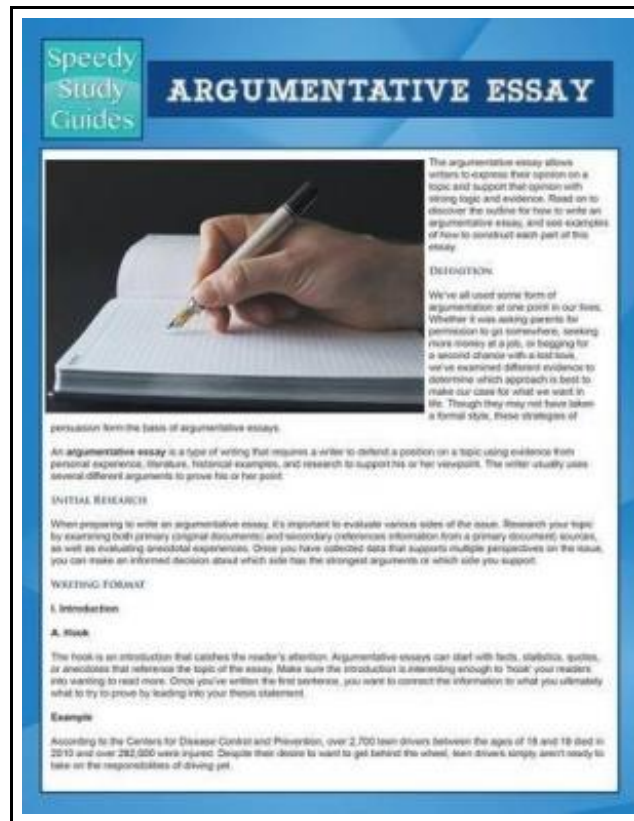 Speedy
Study
Guides
ARGUMENTATIVE ESSAY
The argumentative essay allows
writers to express their opinion on a
topic and support that opinion with
strong logic and evidence. Read on to
discover the outline for how to write an
argumentative essay, and see examples
of how to construct each part of this
essay.
DEFINITION
We've all used some form of
argumentation at one point in our lives.
Whether it was asking parents for
permission to go somewhere, seeking
more money at a job, or begging for
a second chance with a lost love,
we've examined different evidence to
determine which approach is best to
make our case for what we want in
life. Though they may not have taken
a formal style, these strategies of
persuasion form the basis of argumentative essays.
An argumentative essay is a type of writing that requires a writer to defend a position on a topic using evidence from
personal experience, literature, historical examples, and research to support his or her viewpoint. The writer usually uses
several different arguments to prove his or her point.
INITIAL RESEARCH
When preparing to write an argumentative essay, it's important to evaluate various sides of the issue. Research your topic
by examining both primary (original documents) and secondary (references information from a primary document) sources,
as well as evaluating anecdotal experiences. Once you have collected data that supports multiple perspectives on the issue,
you can make an informed decision about which side has the strongest arguments or which side you support.
WRITING FORMAT
I. Introduction
A. Hook
The hook is an introduction that catches the reader's attention. Argumentative essays can start with facts, statistics, quotes,
or anecdotes that reference the topic of the essay. Make sure the introduction is interesting enough to 'hook' your readers
into wanting to read more. Once you've written the first sentence, you want to connect the information to what you ultimately
what to try to prove by leading into your thesis statement.
Example
According to the Centers for Disease Control and Prevention, over 2,700 teen drivers between the ages of 16 and 19 died in
2010 and over 282,000 were injured. Despite their desire to want to get behind the wheel, teen drivers simply aren't ready to
take on the responsibilities of driving yet.